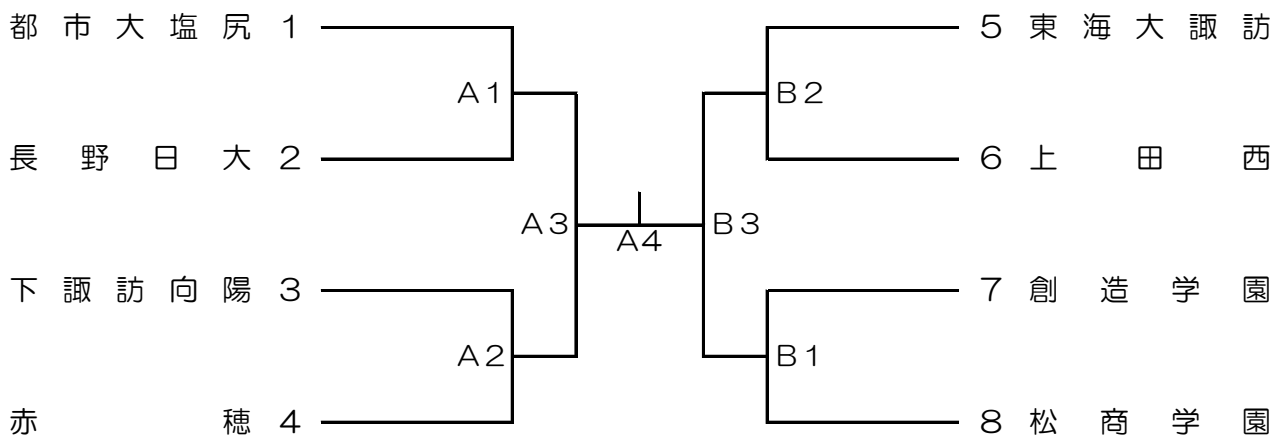 都市大塩尻 1
5 東海大諏訪
A1
B2
長野日大 2
6 上田西
A3
A4
B3
下諏訪向陽 3
7 創造学園
A2
B1
赤穂 4
8 松商学園